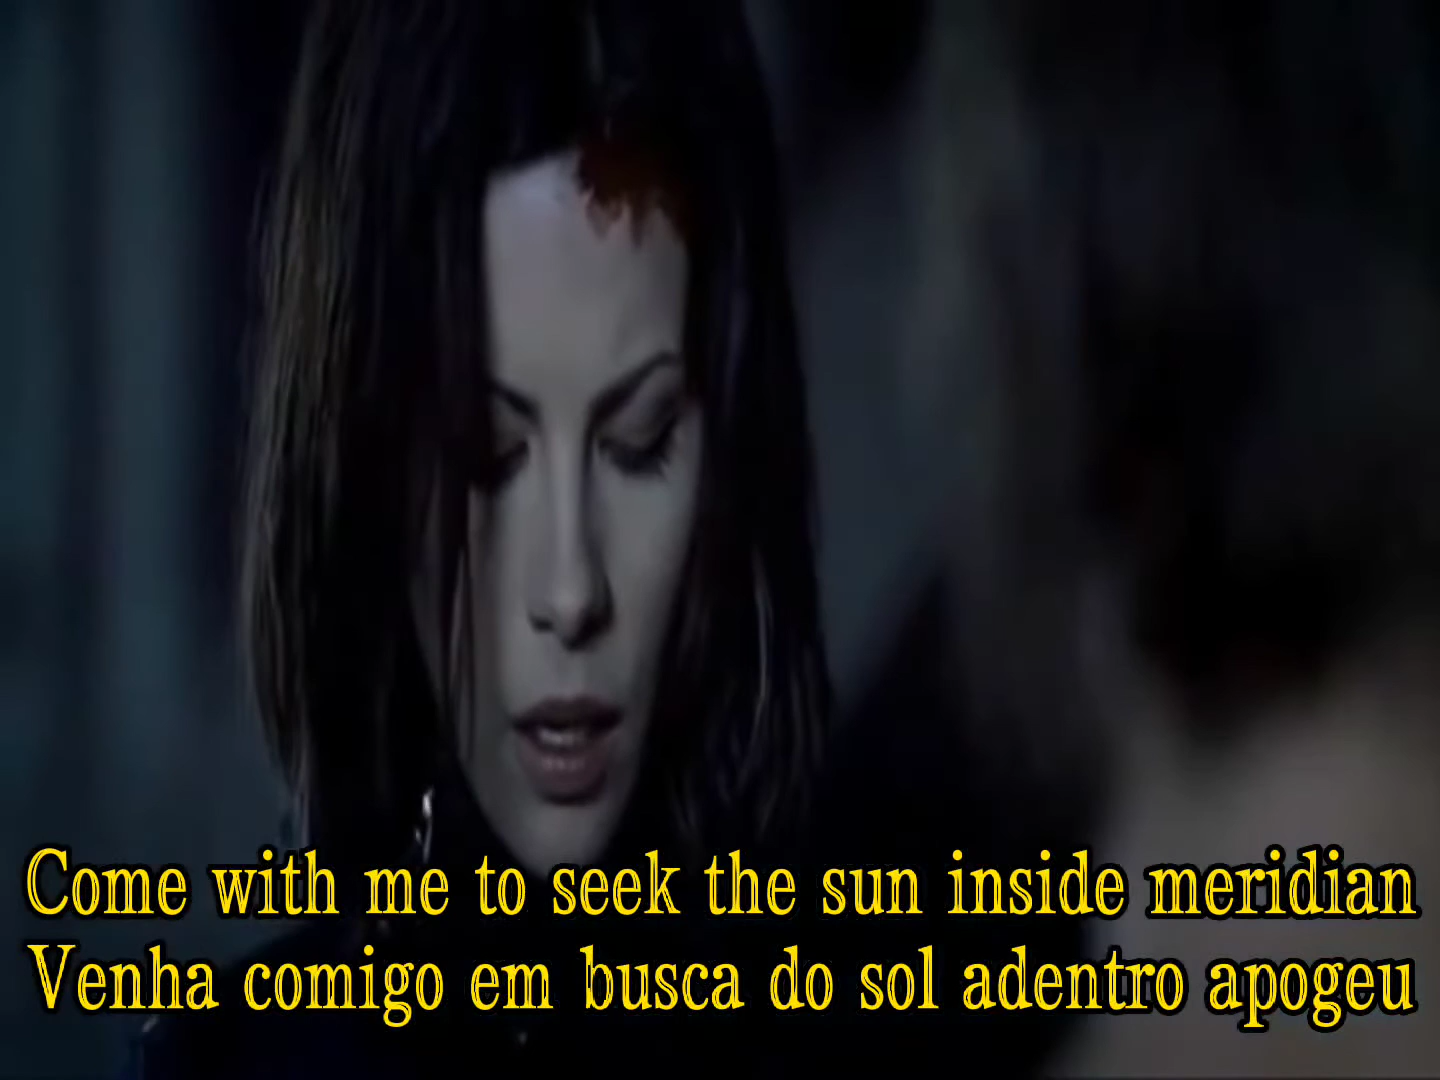 Come with me to seek the sun inside meridian
Venha comigo em busca do sol adentro apogeu